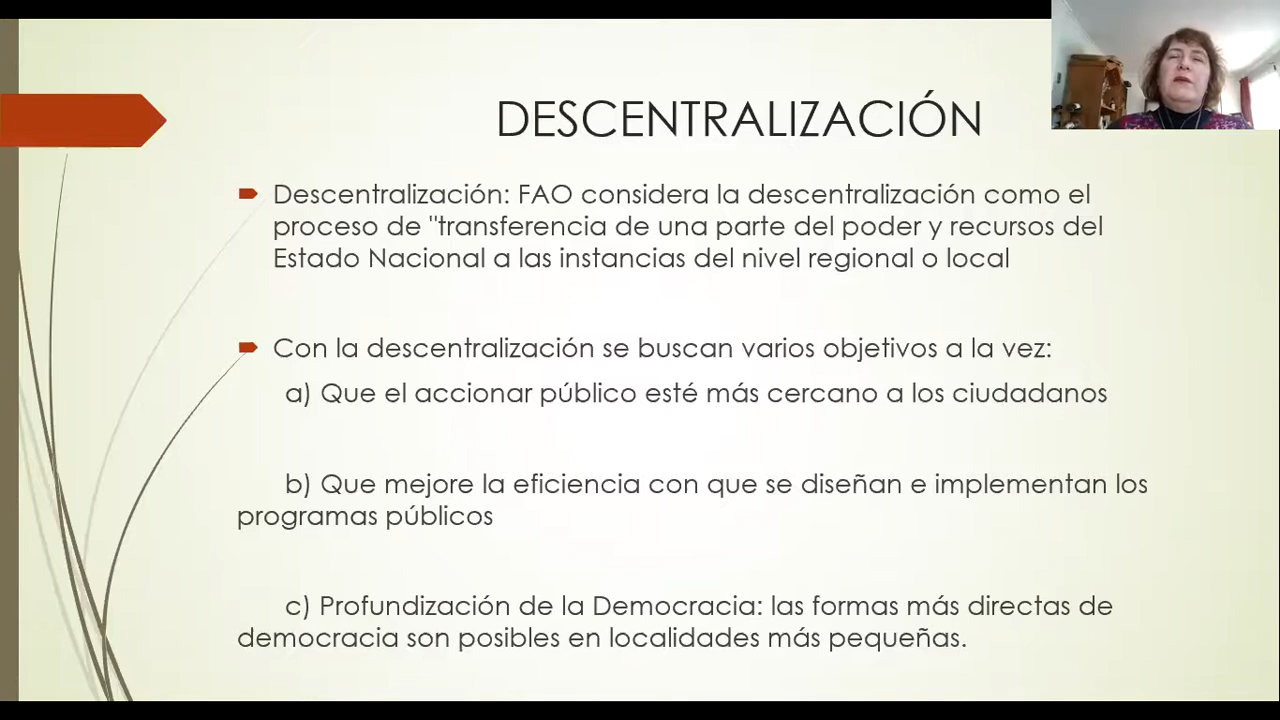 DESCENTRALIZACIÓN
Descentralización: FAO considera la descentralización como el
proceso de "transferencia de una parte del poder y recursos del
Estado Nacional a las instancias del nivel regional o local
Con la descentralización se buscan varios objetivos a la vez:
a) Que el accionar público esté más cercano a los ciudadanos
b) Que mejore la eficiencia con que se diseñan e implementan los
programas públicos
c) Profundización de la Democracia: las formas más directas de
democracia son posibles en localidades más pequeñas.